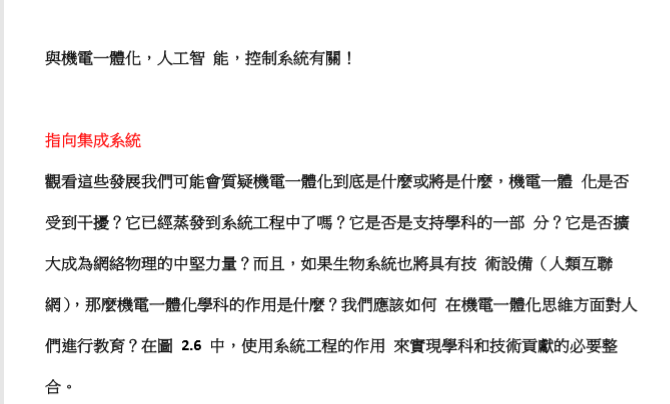 與機電一體化，人工智 能，控制系統有關！
指向集成系統
觀看這些發展我們可能會質疑機電一體化到底是什麼或將是什麼，機電一體 化是否
受到干擾？它已經蒸發到系統工程中了嗎？它是否是支持學科的一部 分？它是否擴
大成為網絡物理的中堅力量？而且，如果生物系統也將具有技 術設備（人類互聯
網），那麼機電一體化學科的作用是什麼？我們應該如何 在機電一體化思維方面對人
們進行教育？在圖 2.6 中，使用系統工程的作用 來實現學科和技術貢獻的必要整
合。